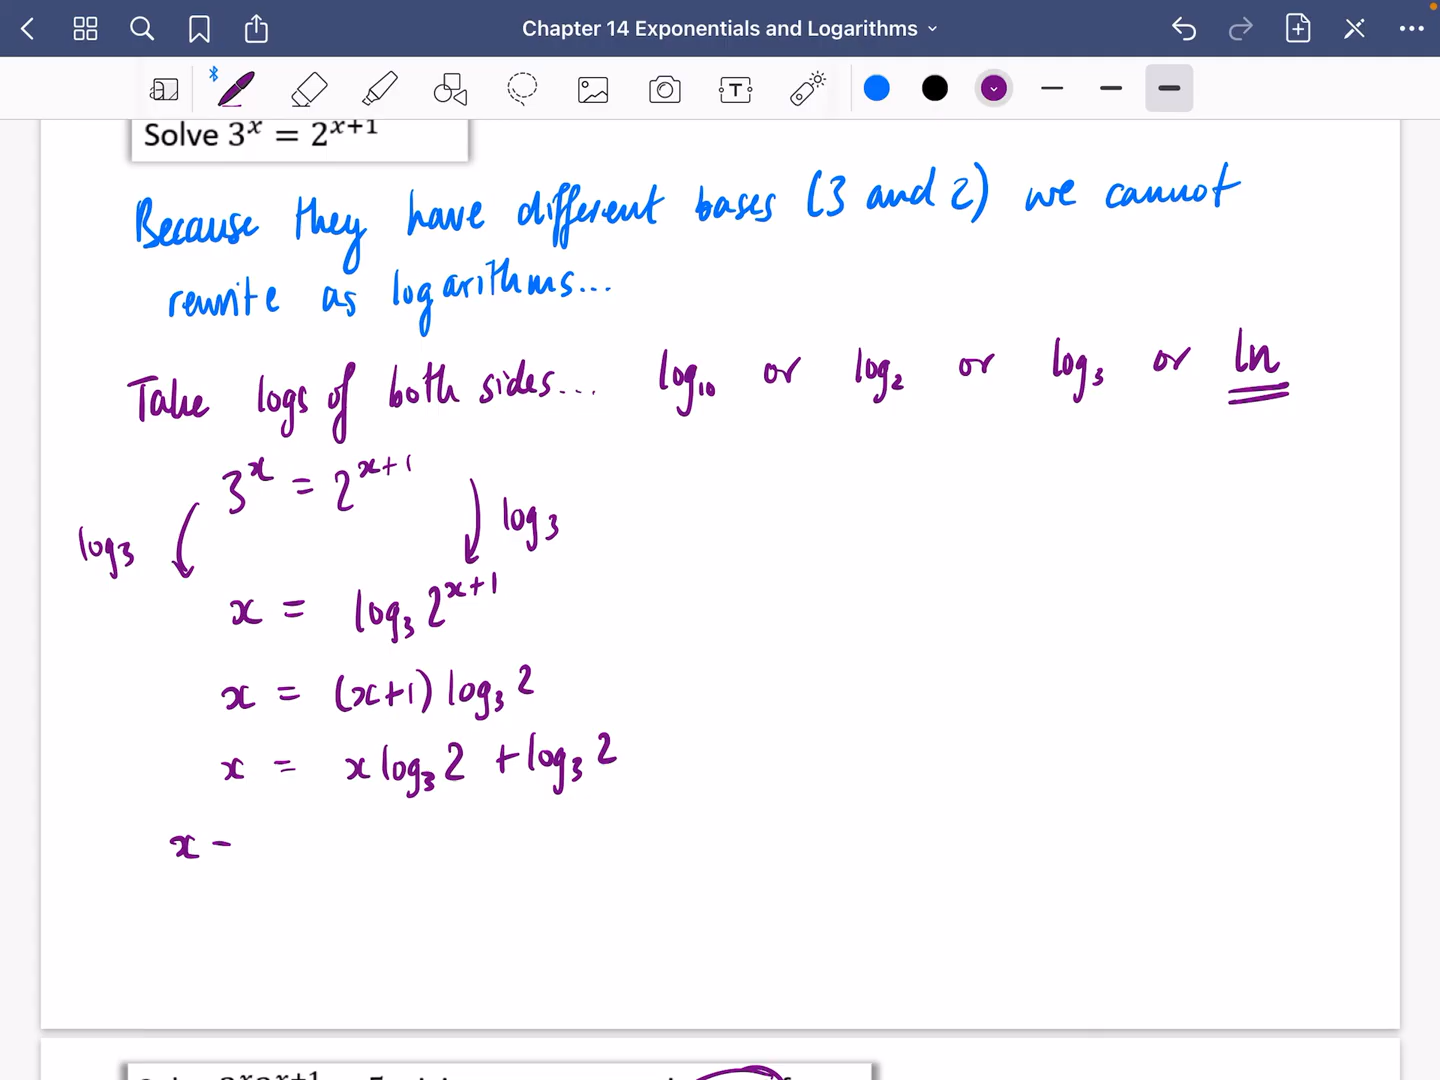 Chapter 14 Exponentials and Logarithms
Solve 3^x = 2^{x+1}
Because they have different bases (3 and 2) we cannot
rewrite as logarithms...
Take logs of both sides... log₁₀ or log₂ or log₃ or ln
3^x = 2^{x+1}
log₃ log₃
x = log₃ 2^{x+1}
x = (x+1) log₃ 2
x = x log₃ 2 + log₃ 2
x -